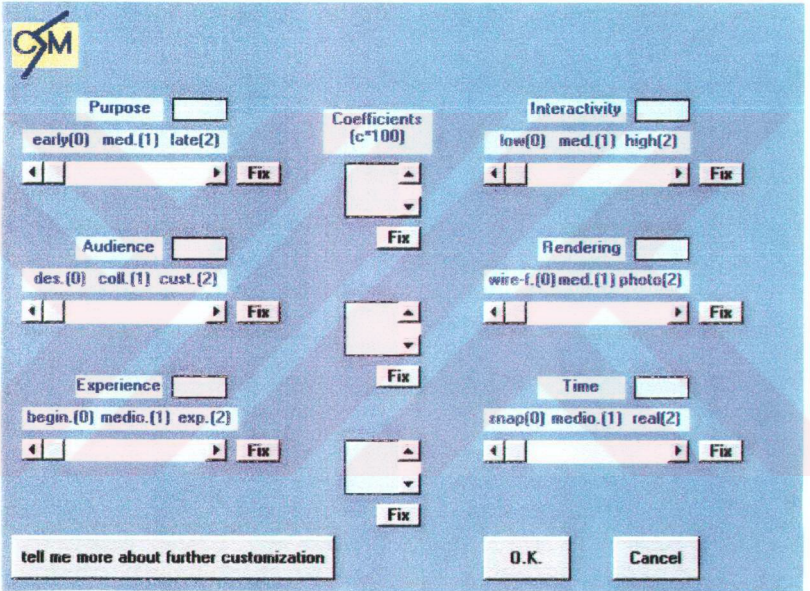 CSM
Purpose
early(0) med.(1) late(2)
Fix
Audience
des.(0) coll.(1) cust.(2)
Fix
Experience
begin.(0) medio.(1) exp.(2)
Fix
Coefficients
(c*100)
Fix
Fix
Fix
Interactivity
low(0) med.(1) high(2)
Fix
Rendering
wire-f.(0) med.(1) photo(2)
Fix
Time
snap(0) medio.(1) real(2)
Fix
tell me more about further customization
O.K.
Cancel